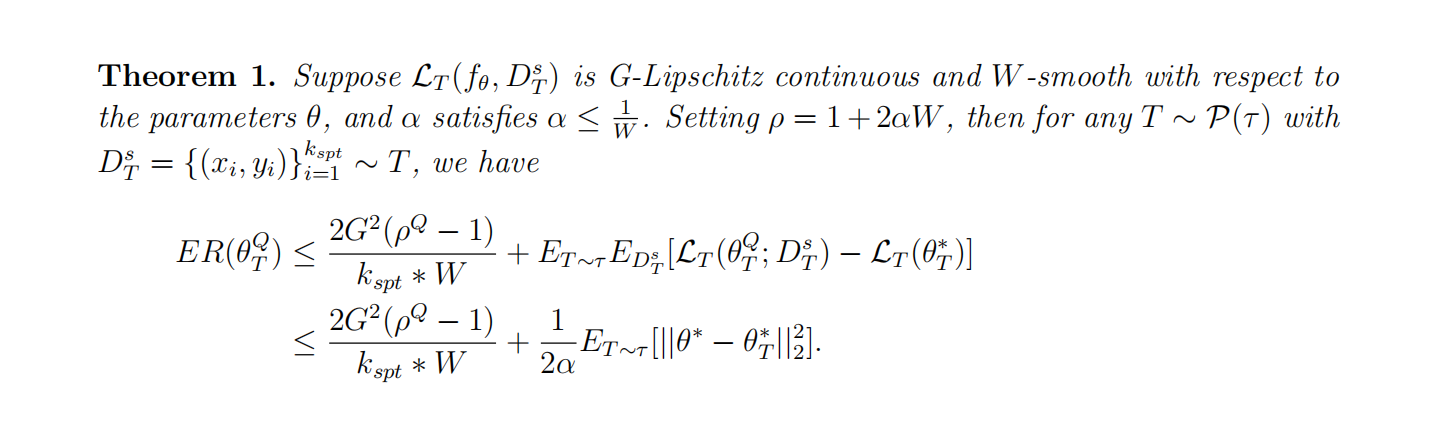 Theorem 1. Suppose $\mathcal{L}_T(f_\theta, D_T^s)$ is G-Lipschitz continuous and W-smooth with respect to
the parameters $\theta$, and $\alpha$ satisfies $\alpha \leq \frac{1}{W}$. Setting $\rho = 1 + 2\alpha W$, then for any $T \sim \mathcal{P}(\tau)$ with
$D_T^s = \{(x_i, y_i)\}_{i=1}^{k_{spt}} \sim T$, we have
$ER(\theta_T^Q) \leq \frac{2G^2(\rho^Q - 1)}{k_{spt} * W} + E_{T \sim \tau} E_{D_T^s}[\mathcal{L}_T(\theta_T^Q; D_T^s) - \mathcal{L}_T(\theta_T^*)]$
$\leq \frac{2G^2(\rho^Q - 1)}{k_{spt} * W} + \frac{1}{2\alpha} E_{T \sim \tau}[||\theta^* - \theta_T^*||_2^2].$